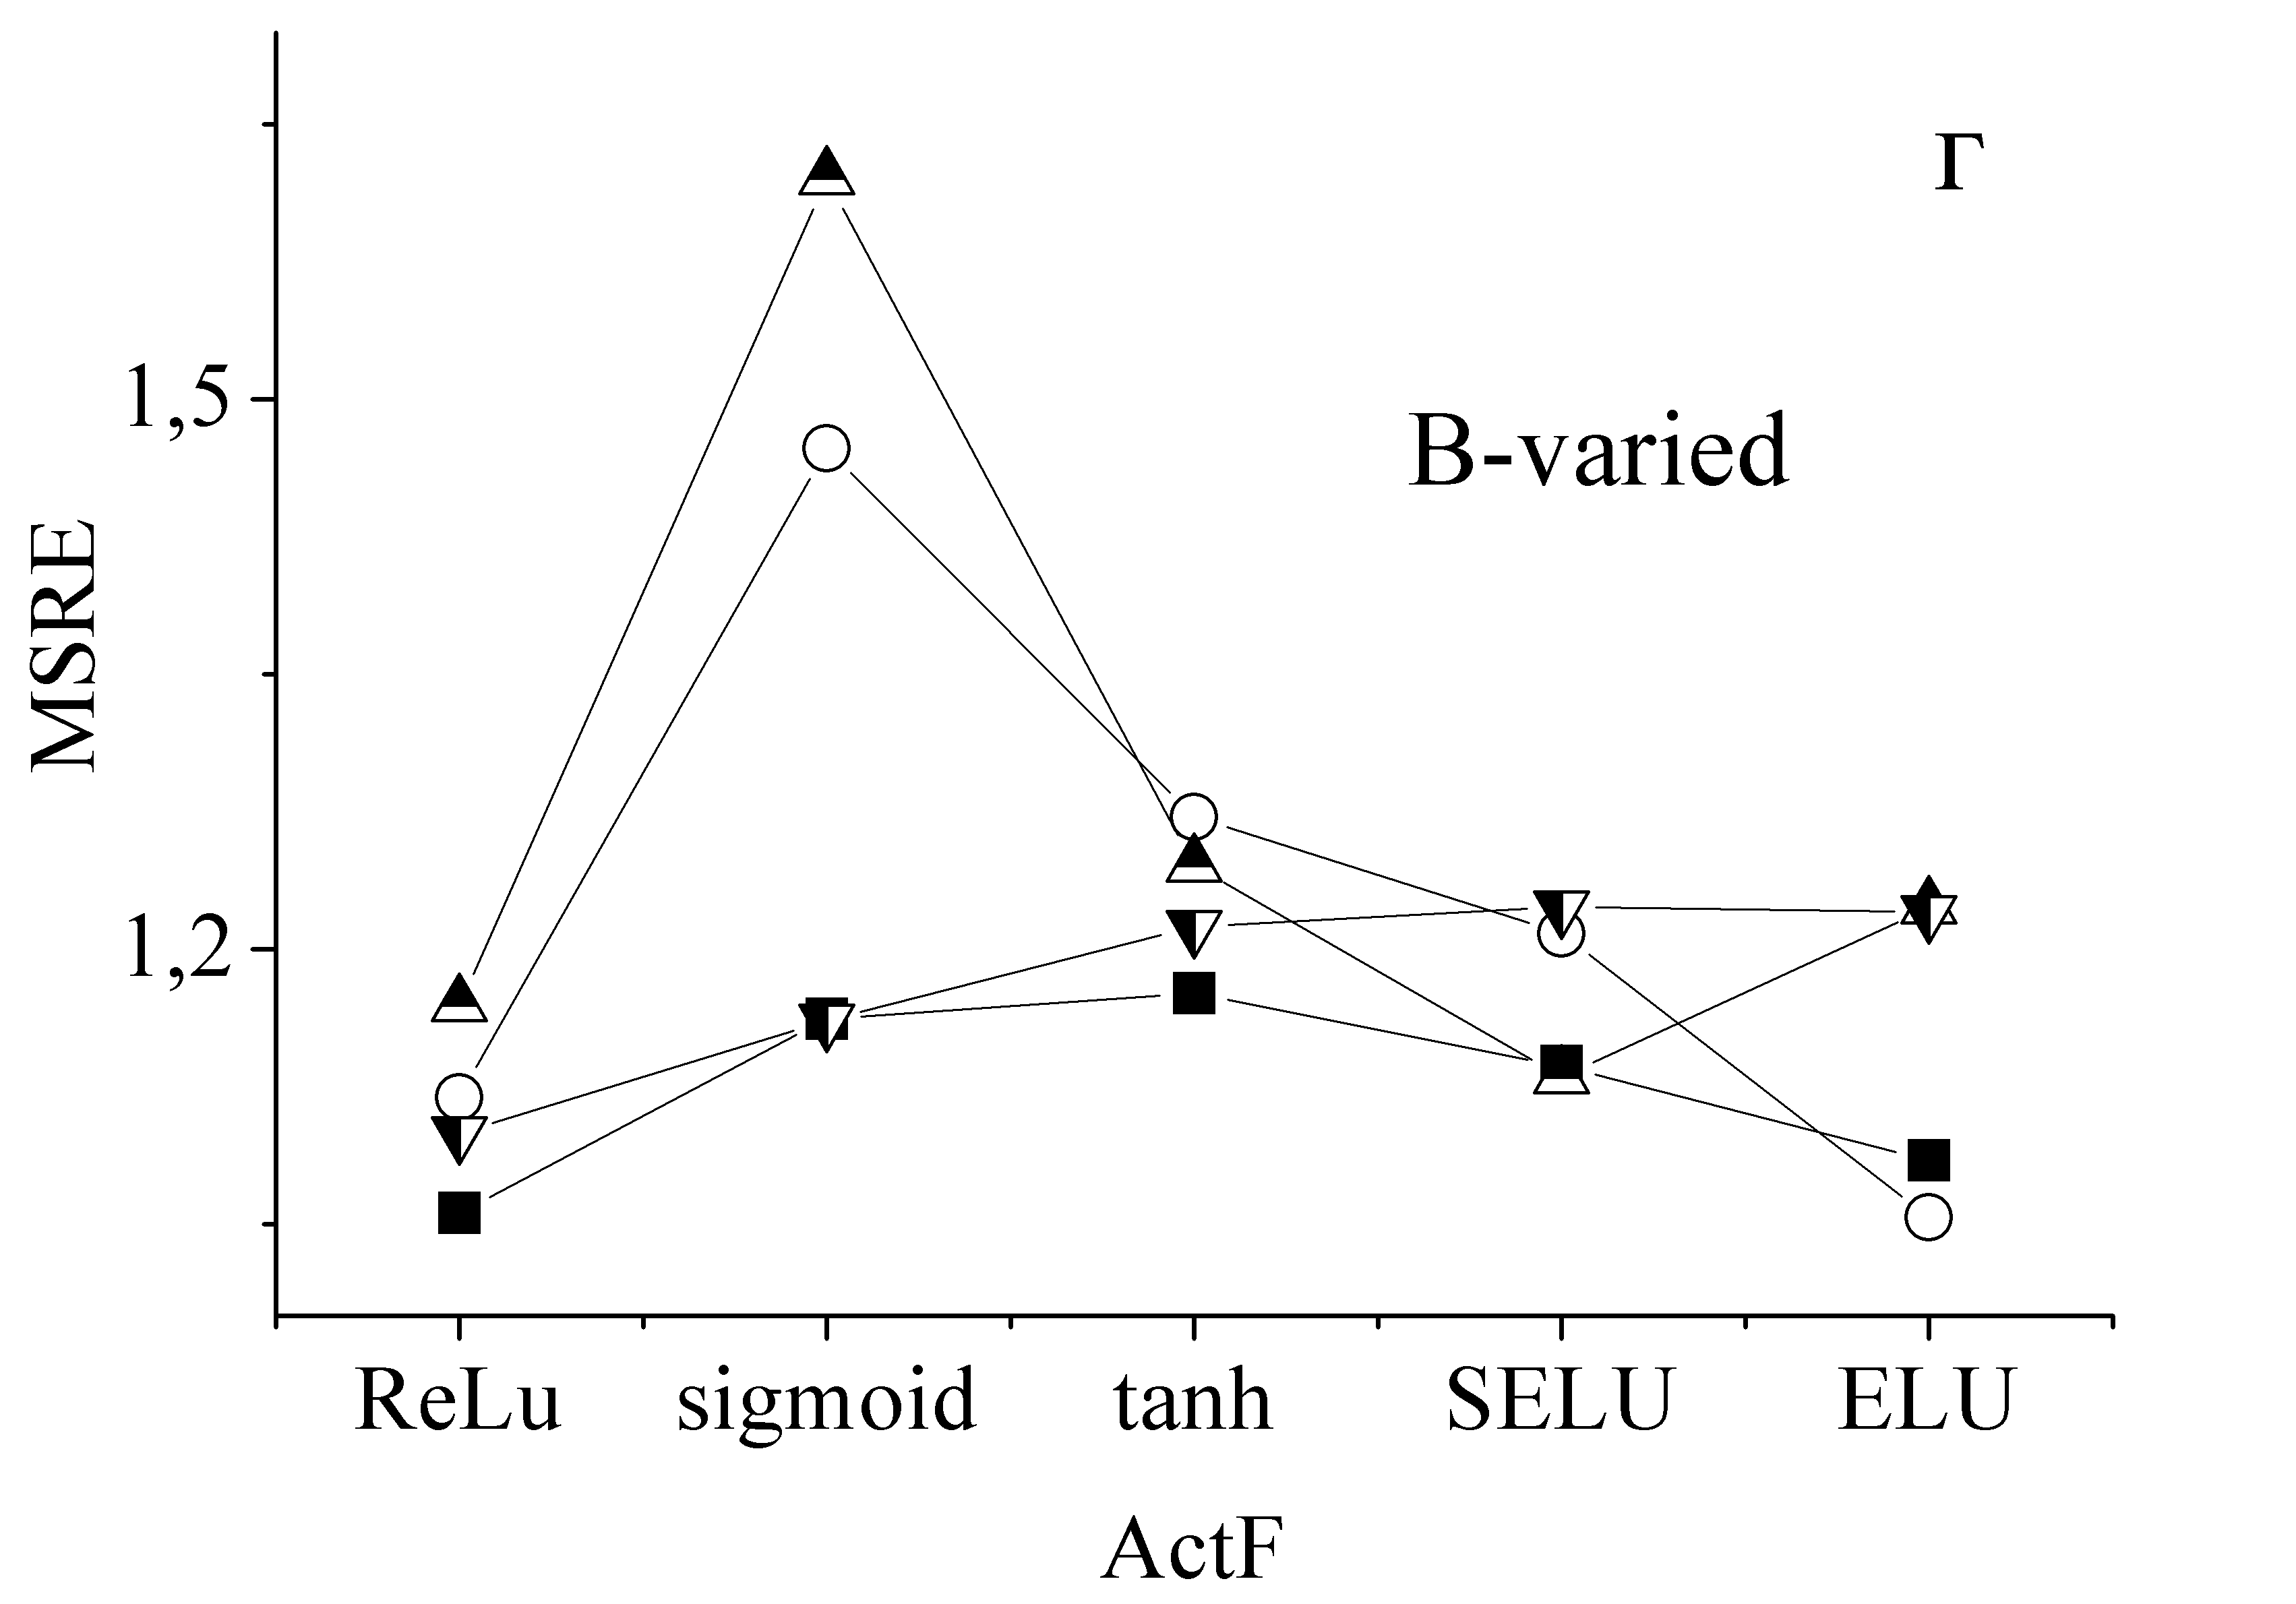 Г
1,5
B-varied
MSRE
1,2
ReLu sigmoid tanh SELU ELU
ActF